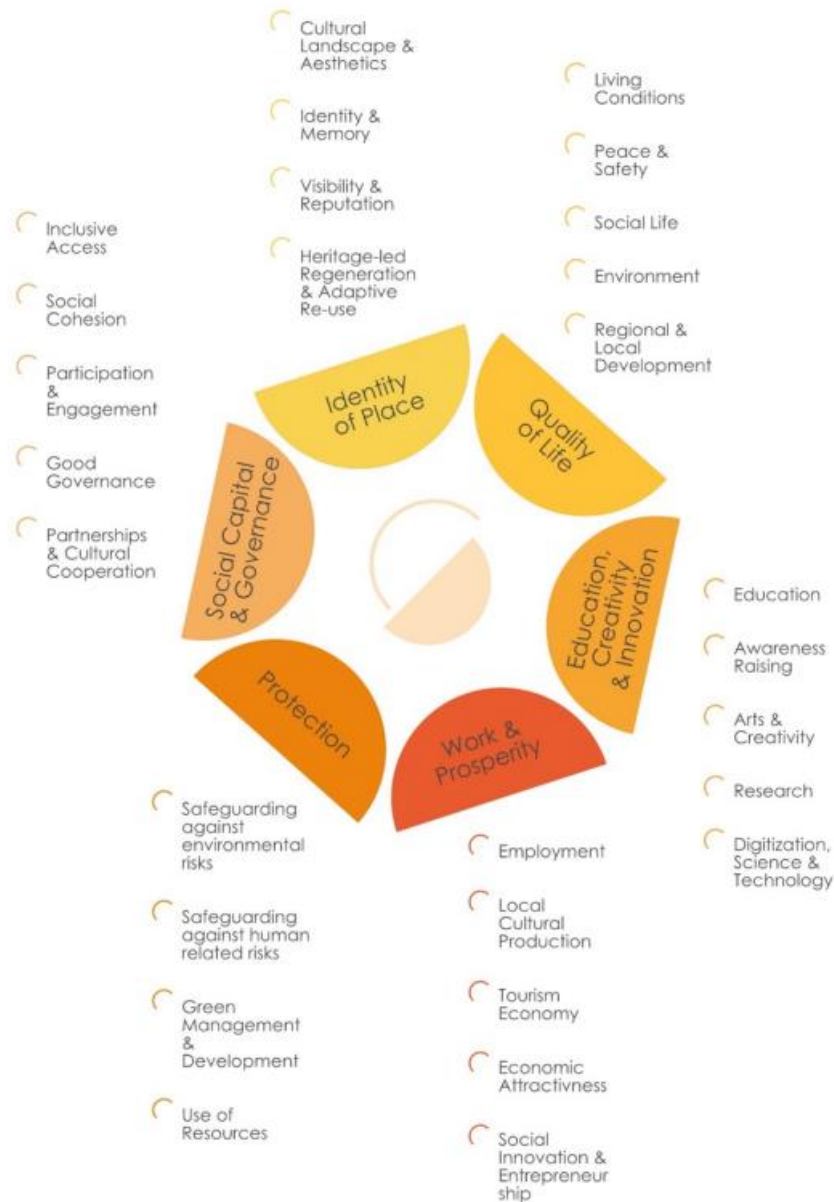 Cultural
Landscape &
Aesthetics
Identity &
Memory
Visibility &
Reputation
Heritage-led
Regeneration
& Adaptive
Re-use
Living
Conditions
Peace &
Safety
Social Life
Environment
Regional &
Local
Development
Inclusive
Access
Social
Cohesion
Participation
&
Engagement
Good
Governance
Partnerships
& Cultural
Cooperation
Identity
of Place
Quality
of Life
Social Capital
& Governance
Education,
Creativity
& Innovation
Protection
Work &
Prosperity
Education
Awareness
Raising
Arts &
Creativity
Research
Digitization,
Science &
Technology
Safeguarding
against
environmental
risks
Safeguarding
against human
related risks
Green
Management
&
Development
Use of
Resources
Employment
Local
Cultural
Production
Tourism
Economy
Economic
Attractivness
Social
Innovation &
Entrepreneur
ship